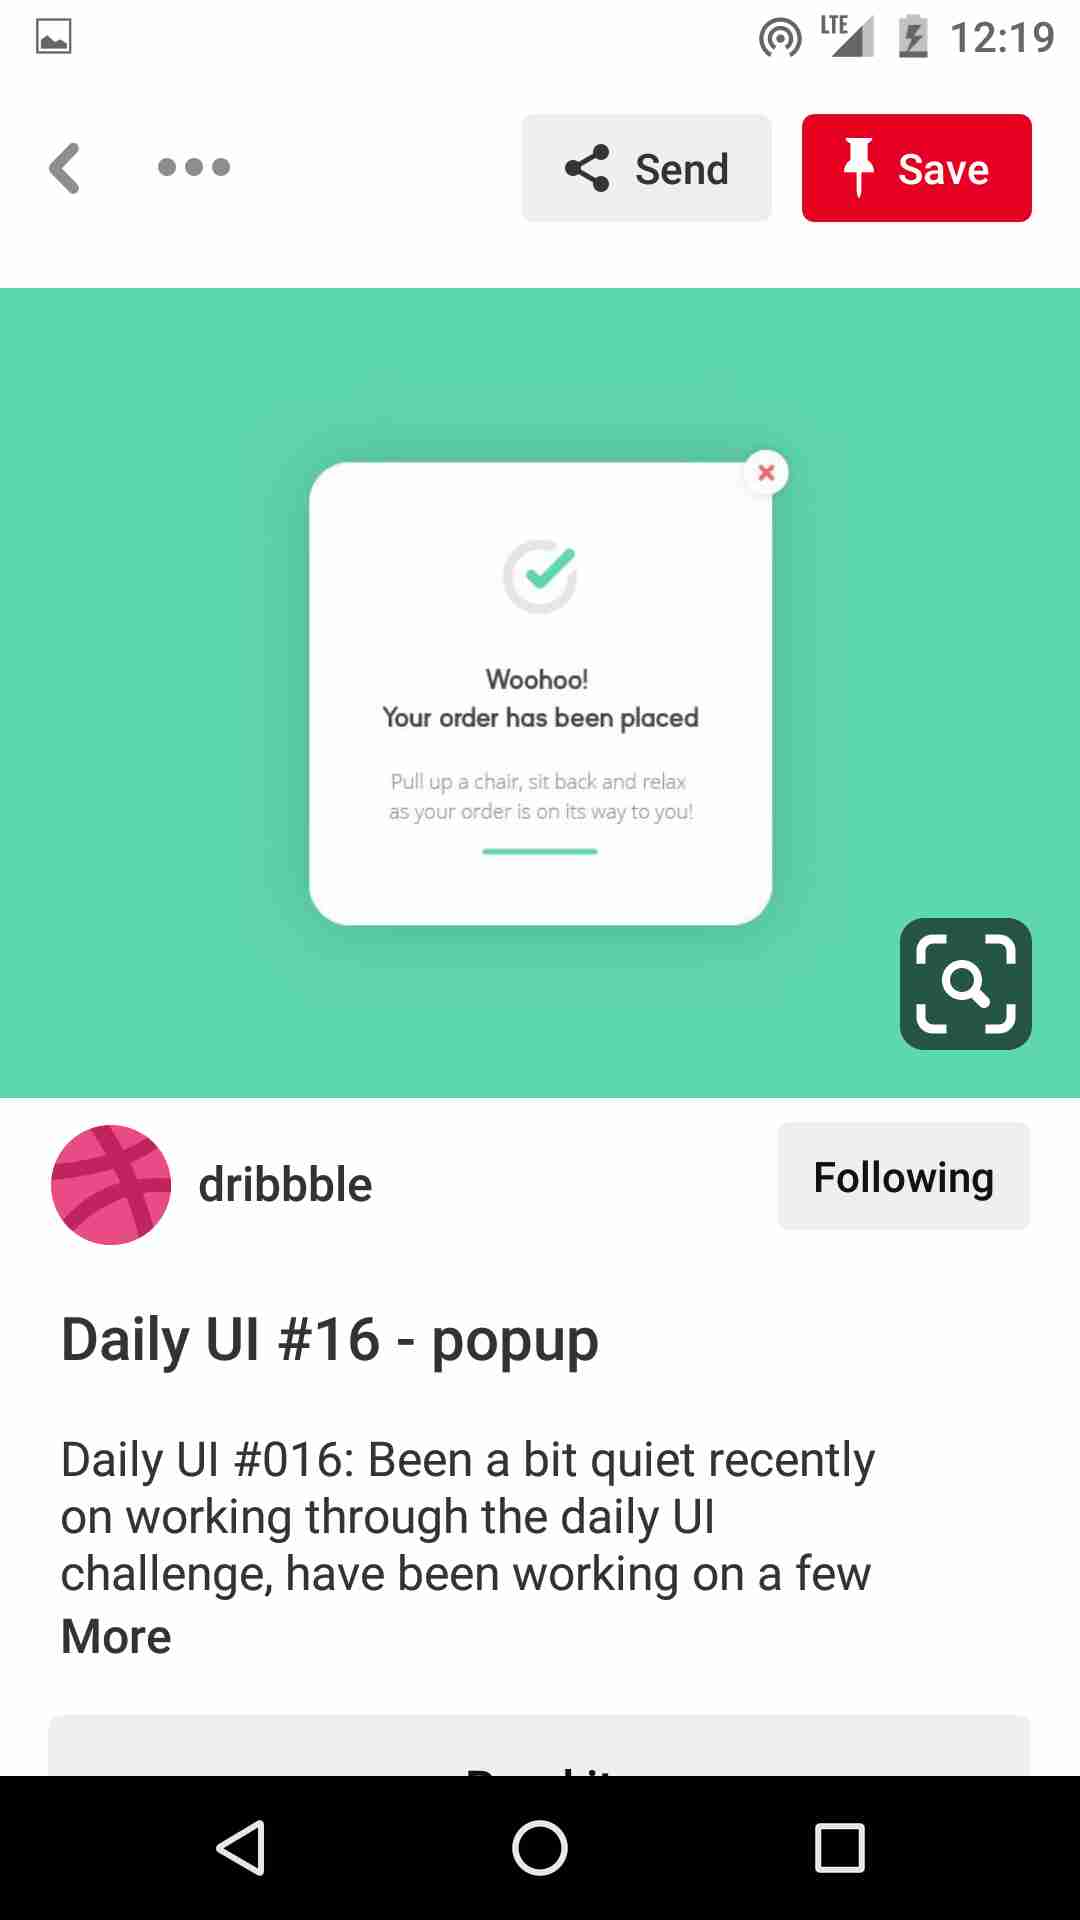 LTE 12:19
Send Save
Woohoo!
Your order has been placed
Pull up a chair, sit back and relax
as your order is on its way to you!
dribbble
Following
Daily UI #16 - popup
Daily UI #016: Been a bit quiet recently
on working through the daily UI
challenge, have been working on a few
More